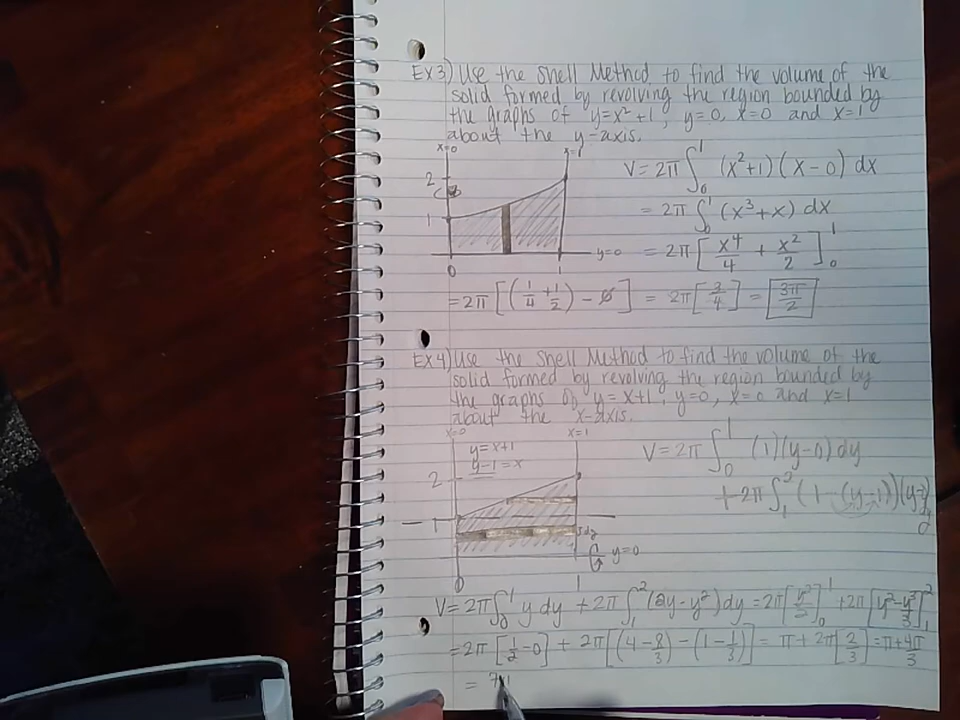 EX3) Use the Shell Method to find the volume of the
solid formed by revolving the region bounded by
the graphs of y=x²+1, y=0, x=0 and x=1
about the y-axis.
x=0
x=1
2
1
0
1
y=0
V = 2π ∫₀¹ (x²+1)(x-0) dx
= 2π ∫₀¹ (x³+x) dx
= 2π [x⁴/4 + x²/2]₀¹
= 2π [(1/4 + 1/2) - 0] = 2π [3/4] = 3π/2
EX4) Use the Shell Method to find the volume of the
solid formed by revolving the region bounded by
the graphs of y=x+1, y=0, x=0 and x=1
about the x-axis.
x=0
x=1
y=x+1
y-1=x
2
1
dy
y=0
0
1
V = 2π ∫₀¹ (1)(y-0) dy
+ 2π ∫₁² (1-(y-1))(y-
V = 2π ∫₀¹ y dy + 2π ∫₁² (2y-y²) dy = 2π [y²/2]₀¹ + 2π [y² - y³/3]₁²
= 2π [1/2 - 0] + 2π [(4 - 8/3) - (1 - 1/3)] = π + 2π [2/3] = π + 4π/3
= 7π